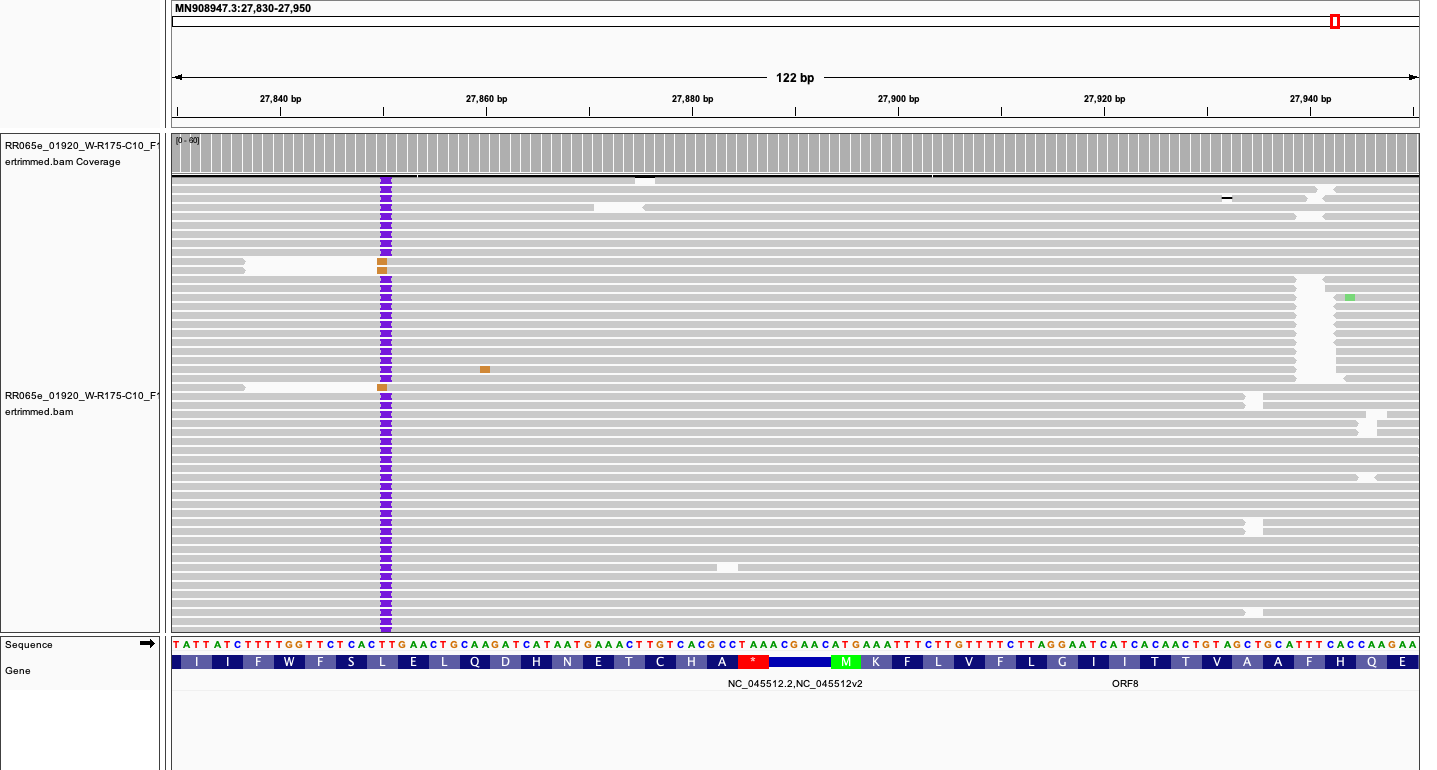 MN908947.3:27,830-27,950
122 bp
27,840 bp 27,860 bp 27,880 bp 27,900 bp 27,920 bp 27,940 bp
RR065e_01920_W-R175-C10_F1
ertrimmed.bam Coverage
[0 - 60]
RR065e_01920_W-R175-C10_F1
ertrimmed.bam
Sequence
TATTATCTTTTGGTTCTCACTTGAACTGCAAGATCATAATGAAACTTGTCACGCCTAAACGAACATGAAATTTCTTGTTTTCTTAGGAATCATCACAACTGTAGCTGCATTTCACCAAGAA
Gene
I I F W F S L E L Q D H N E T C H A * M K F L V F L G I I T T V A A F H Q E
NC_045512.2,NC_045512v2 ORF8